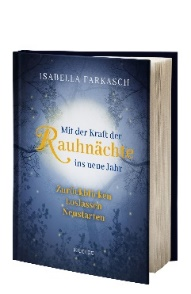 ISABELLA FARKASCH
Mit der Kraft der
Rauhnächte
ins neue Jahr
Zurückblicken
Loslassen
Neustarten